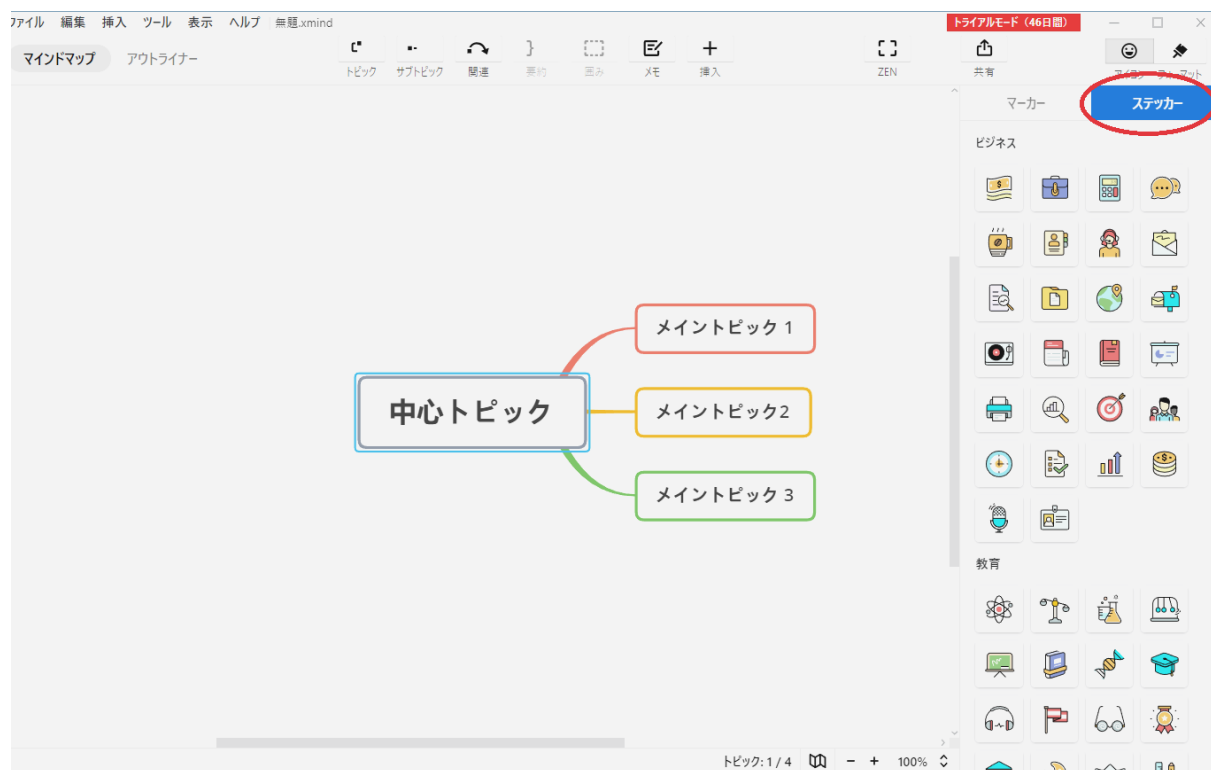 ファイル 編集 挿入 ツール 表示 ヘルプ 無題.xmind トライアルモード（46日間）
マインドマップ アウトライナー
トピック サブトピック 関連 要約 囲み メモ 挿入 ZEN 共有
マーカー ステッカー
ビジネス
メイントピック 1
中心トピック メイントピック2
メイントピック 3
教育
トピック: 1 / 4 100%